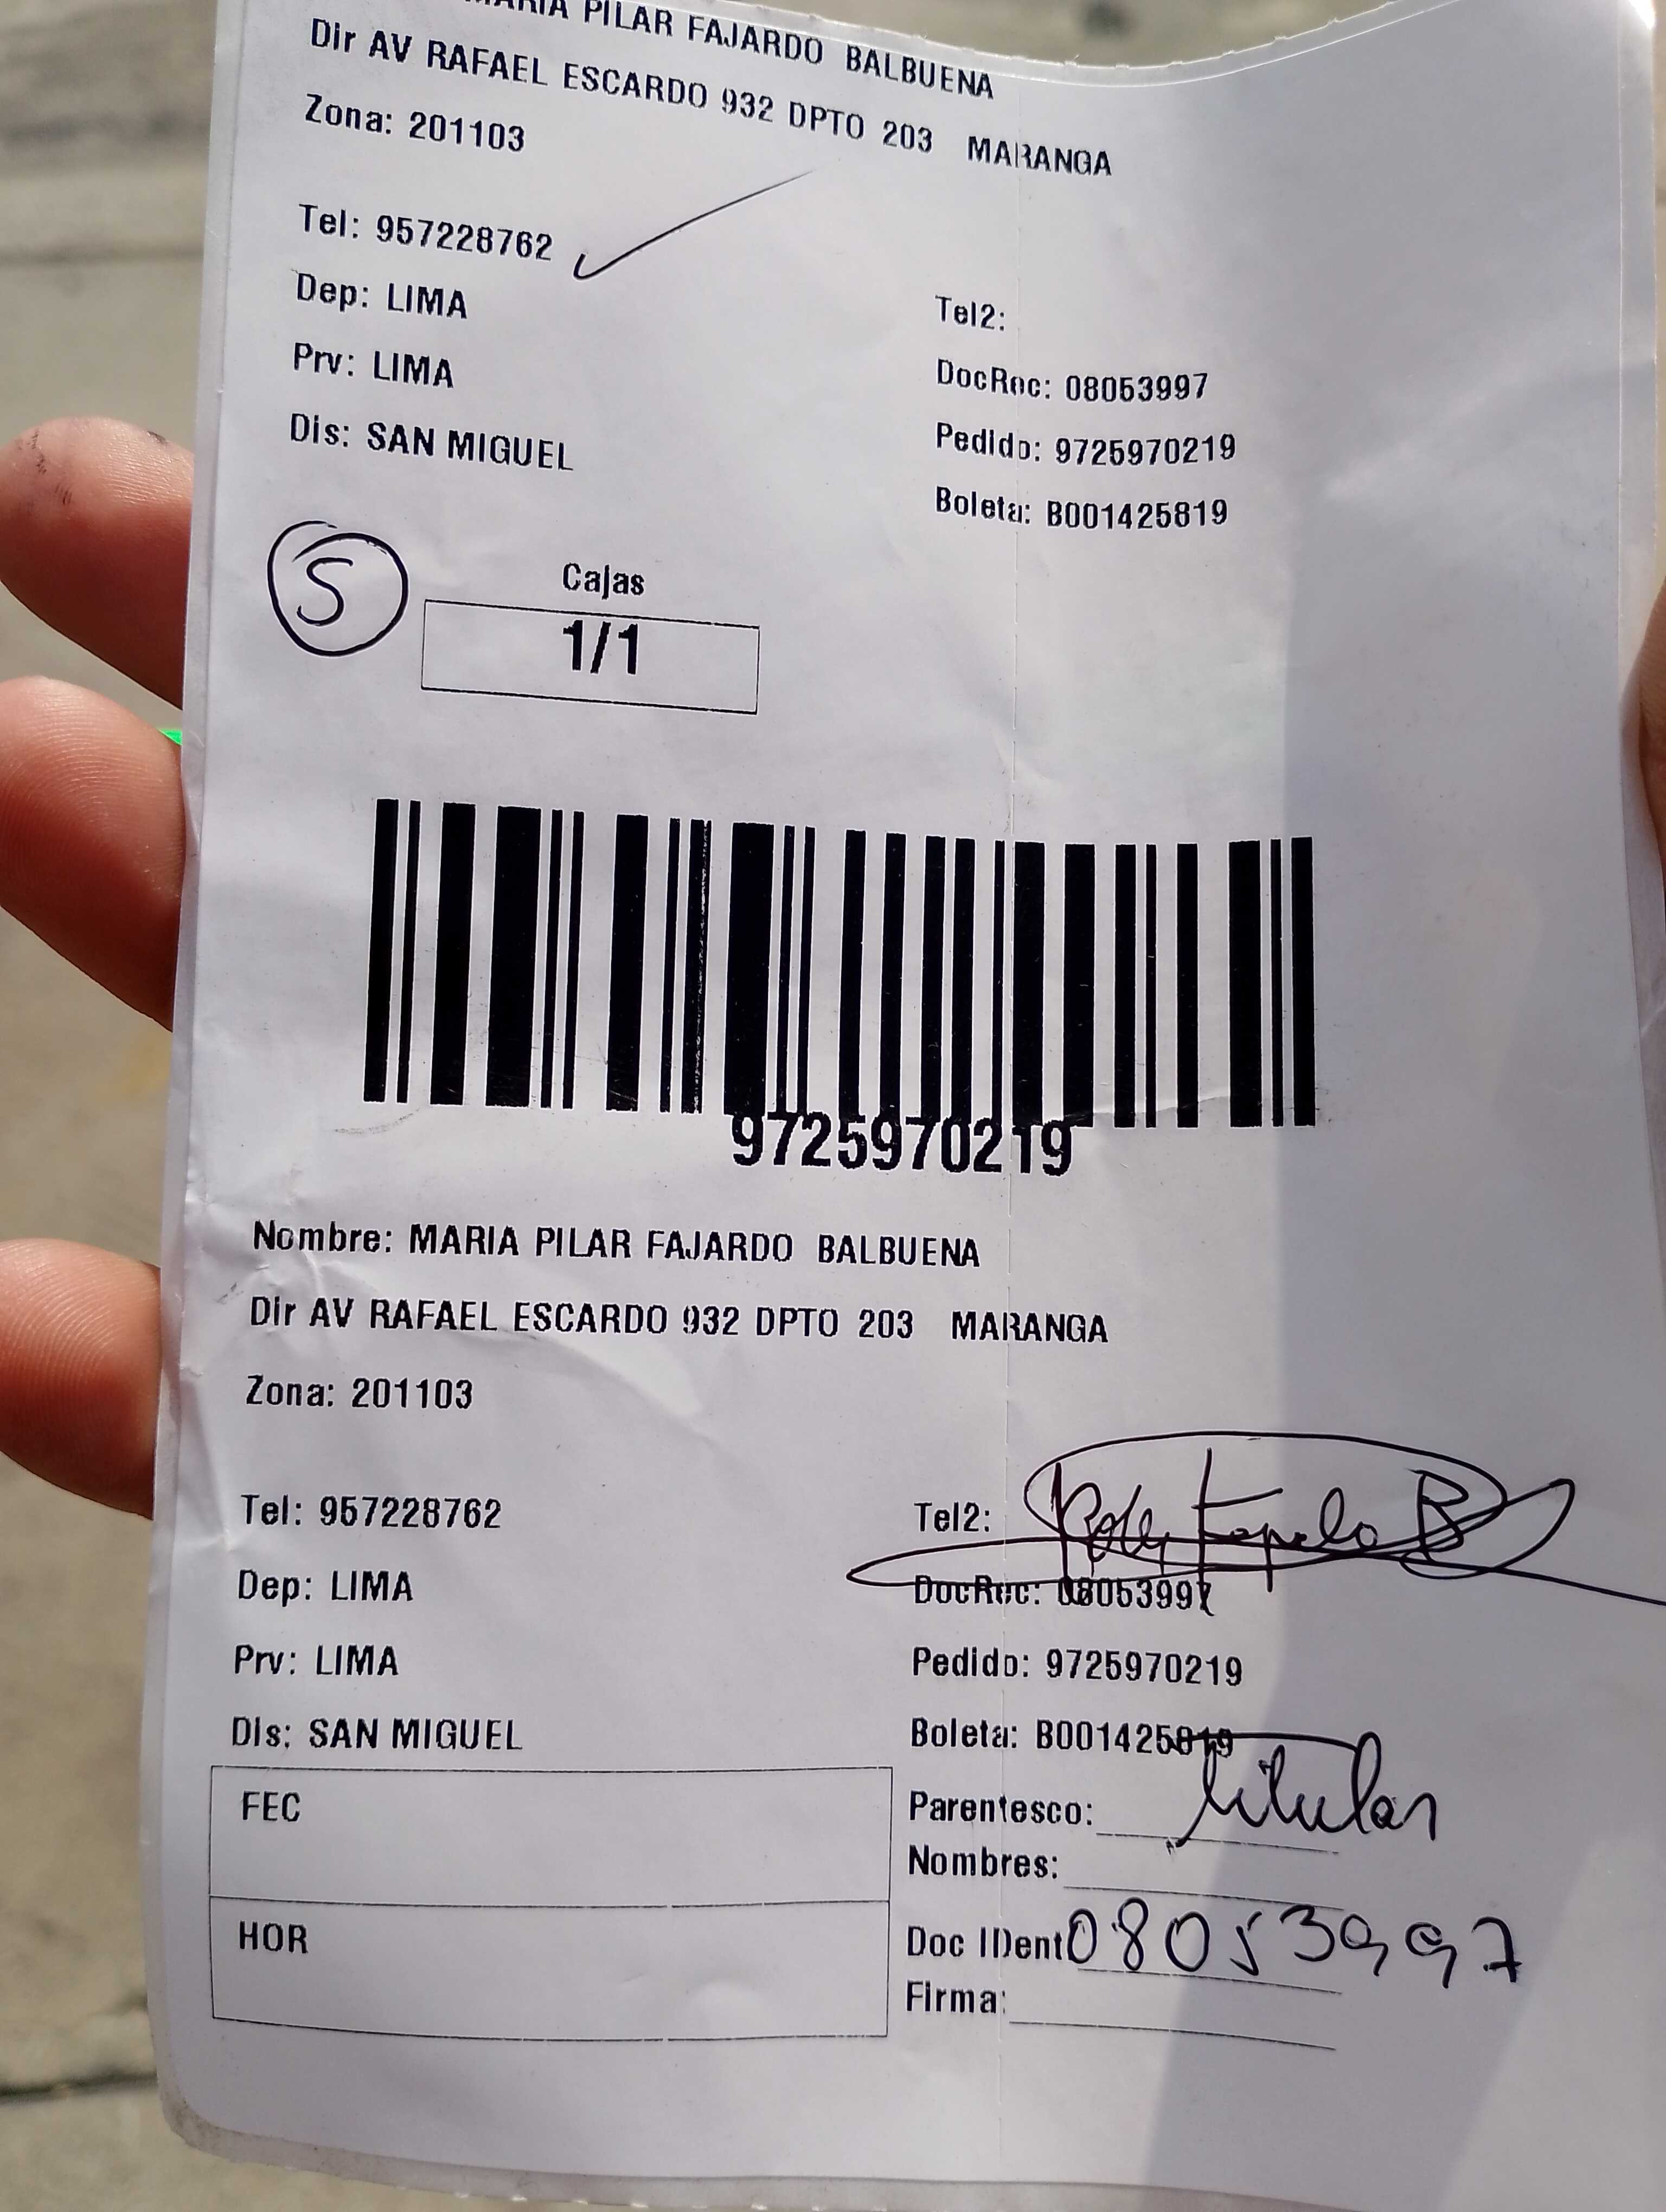 MARIA PILAR FAJARDO BALBUENA
Dir AV RAFAEL ESCARDO 932 DPTO 203 MARANGA
Zona: 201103
Tel: 957228762
Dep: LIMA
Tel2:
Prv: LIMA
DocRec: 08053997
Dis: SAN MIGUEL
Pedido: 9725970219
Boleta: B001425819
S
Cajas
1/1
9725970219
Nombre: MARIA PILAR FAJARDO BALBUENA
Dir AV RAFAEL ESCARDO 932 DPTO 203 MARANGA
Zona: 201103
Tel: 957228762
Tel2:
Dep: LIMA
DocRec: 08053997
Prv: LIMA
Pedido: 9725970219
Dis: SAN MIGUEL
Boleta: B001425819
FEC
Parentesco: titular
Nombres:
HOR
Doc IDent 08053997
Firma: